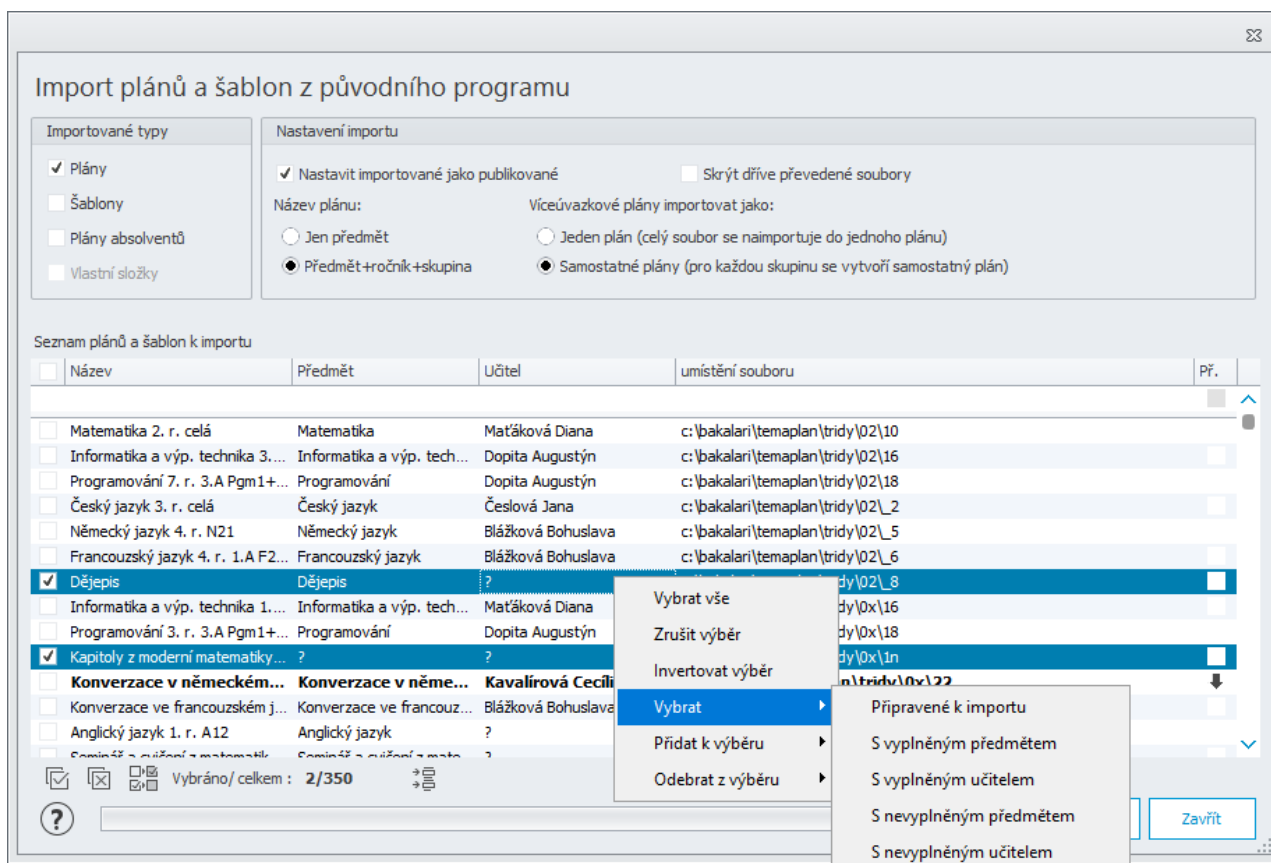 Import plánů a šablon z původního programu
Importované typy
Nastavení importu
Plány
Nastavit importované jako publikované
Skrýt dříve převedené soubory
Šablony
Název plánu:
Víceúvazkové plány importovat jako:
Plány absolventů
Jen předmět
Jeden plán (celý soubor se naimportuje do jednoho plánu)
Vlastní složky
Předmět+ročník+skupina
Samostatné plány (pro každou skupinu se vytvoří samostatný plán)
Seznam plánů a šablon k importu
Název Předmět Učitel umístění souboru Př.
Matematika 2. r. celá Matematika Maťáková Diana c:\bakalari\temaplan\tridy\02\10
Informatika a výp. technika 3.... Informatika a výp. tech... Dopita Augustýn c:\bakalari\temaplan\tridy\02\16
Programování 7. r. 3.A Pgm1+... Programování Dopita Augustýn c:\bakalari\temaplan\tridy\02\18
Český jazyk 3. r. celá Český jazyk Česlová Jana c:\bakalari\temaplan\tridy\02\_2
Německý jazyk 4. r. N21 Německý jazyk Blážková Bohuslava c:\bakalari\temaplan\tridy\02\_5
Francouzský jazyk 4. r. 1.A F2... Francouzský jazyk Blážková Bohuslava c:\bakalari\temaplan\tridy\02\_6
Dějepis Dějepis ? dy\02\_8
Informatika a výp. technika 1.... Informatika a výp. tech... Maťáková Diana dy\0x\16
Programování 3. r. 3.A Pgm1+... Programování Dopita Augustýn dy\0x\18
Kapitoly z moderní matematiky... ? ? dy\0x\1n
Konverzace v německém... Konverzace v něme... Kavalírová Cecíli n\tridy\0x\22
Konverzace ve francouzském j... Konverzace ve francouz... Blážková Bohuslava
Anglický jazyk 1. r. A12 Anglický jazyk ?
Seminář a cvičení z matematik... Seminář a cvičení z mate... ?
Vybrat vše
Zrušit výběr
Invertovat výběr
Vybrat
Přidat k výběru
Odebrat z výběru
Připravené k importu
S vyplněným předmětem
S vyplněným učitelem
S nevyplněným předmětem
S nevyplněným učitelem
Vybráno/ celkem : 2/350
?
Zavřít